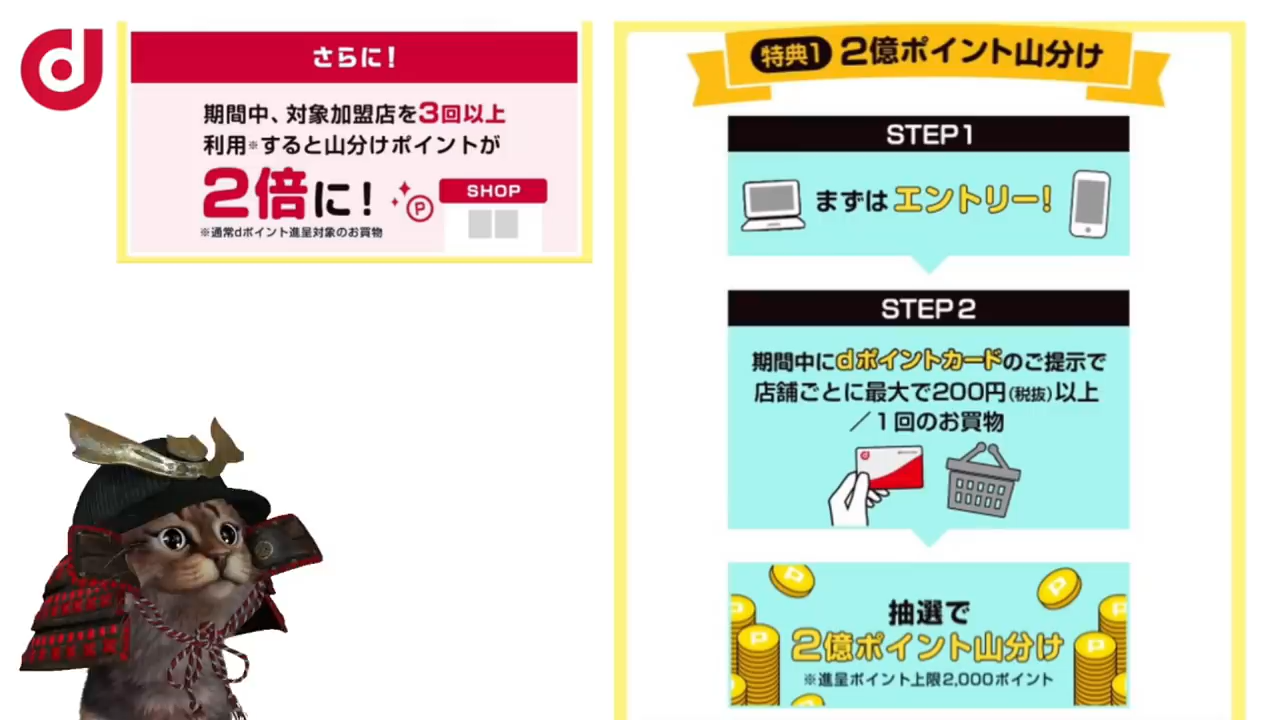 d
さらに!
期間中、対象加盟店を3回以上
利用※すると山分けポイントが
2倍に!
P
SHOP
※通常dポイント進呈対象のお買物
特典1 2億ポイント山分け
STEP1
まずはエントリー!
STEP2
期間中にdポイントカードのご提示で
店舗ごとに最大で200円(税抜)以上
/1回のお買物
抽選で
2億ポイント山分け
※進呈ポイント上限2,000ポイント